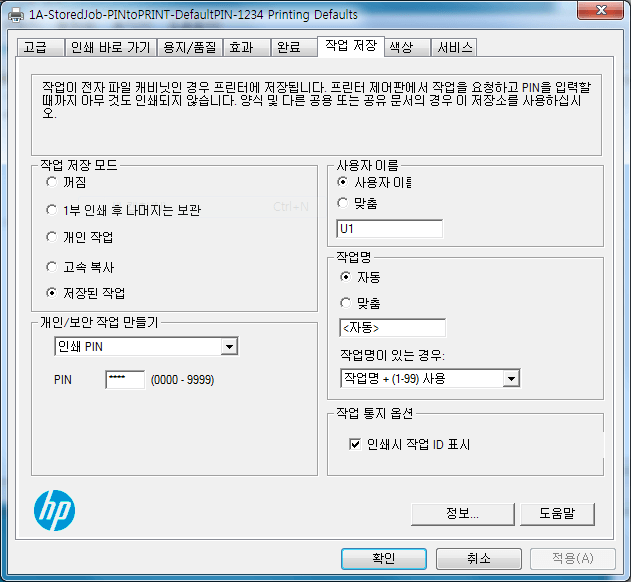 1A-StoredJob-PINtoPRINT-DefaultPIN-1234 Printing Defaults
고급 인쇄 바로 가기 용지/품질 효과 완료 작업 저장 색상 서비스
작업이 전자 파일 캐비닛인 경우 프린터에 저장됩니다. 프린터 제어판에서 작업을 요청하고 PIN을 입력할
때까지 아무 것도 인쇄되지 않습니다. 양식 및 다른 공용 또는 공유 문서의 경우 이 저장소를 사용하십시
오.
작업 저장 모드
꺼짐
1부 인쇄 후 나머지는 보관
Ctrl+N
개인 작업
고속 복사
저장된 작업
개인/보안 작업 만들기
인쇄 PIN
PIN **** (0000 - 9999)
사용자 이름
사용자 이름
맞춤
U1
작업명
자동
맞춤
<자동>
작업명이 있는 경우:
작업명 + (1-99) 사용
작업 통지 옵션
인쇄시 작업 ID 표시
hp
정보... 도움말
확인 취소 적용(A)